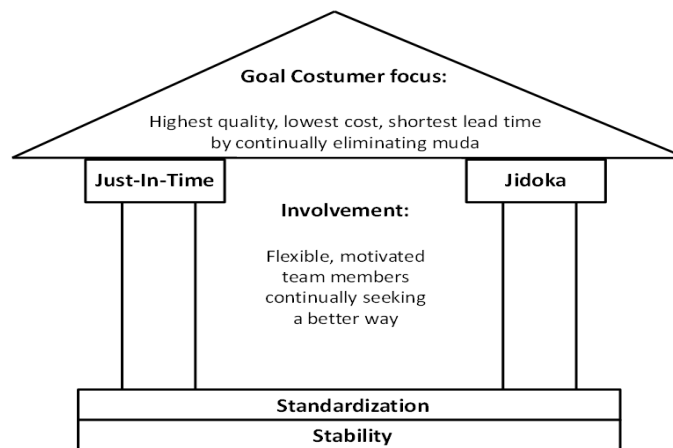 Goal Costumer focus:
Highest quality, lowest cost, shortest lead time
by continually eliminating muda
Just-In-Time
Jidoka
Involvement:
Flexible, motivated
team members
continually seeking
a better way
Standardization
Stability